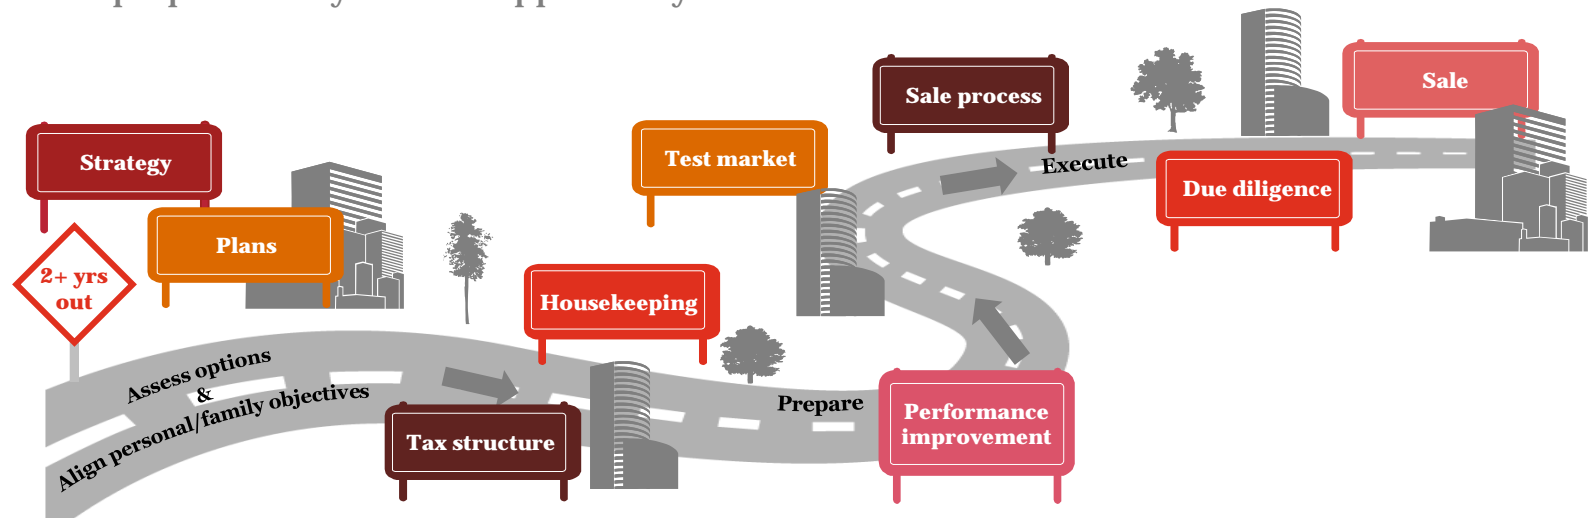 Sale process
Sale
Strategy
Test market
Execute
Due diligence
Plans
2+ yrs
out
Housekeeping
Assess options
&
Align personal/family objectives
Prepare
Performance
improvement
Tax structure